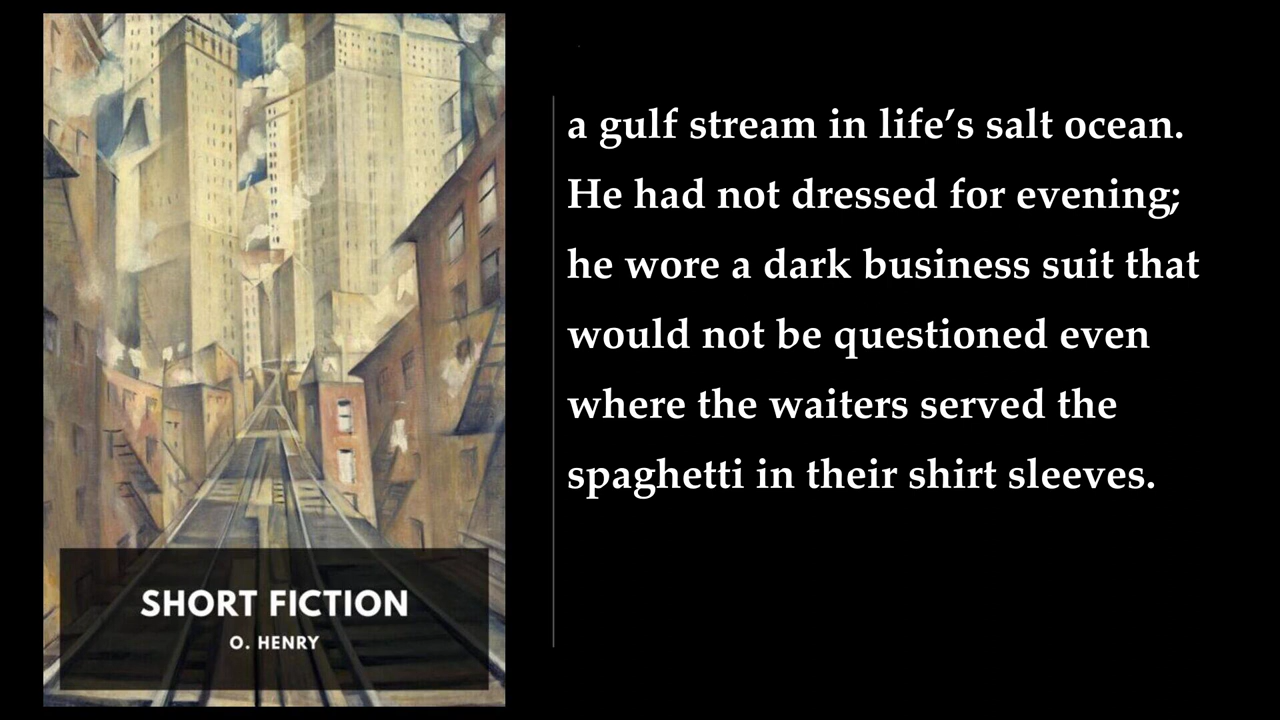 a gulf stream in life’s salt ocean.
He had not dressed for evening;
he wore a dark business suit that
would not be questioned even
where the waiters served the
spaghetti in their shirt sleeves.
SHORT FICTION
O. HENRY